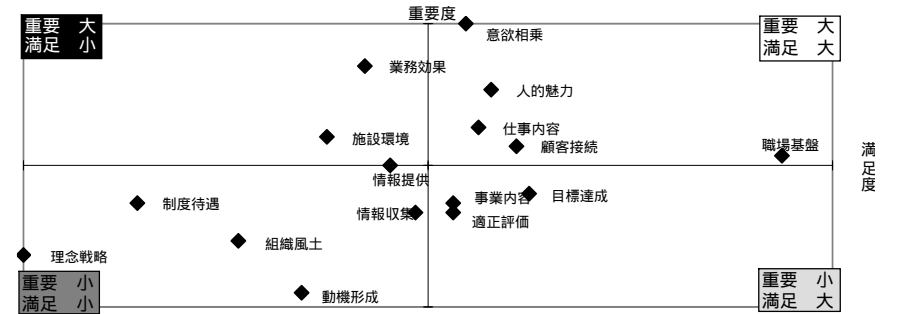 重要度
重要 大
満足 小
重要 大
満足 大
意欲相乗
業務効果
人的魅力
仕事内容
施設環境
顧客接続
職場基盤
満足度
情報提供
制度待遇
事業内容
目標達成
情報収集
適正評価
組織風土
理念戦略
動機形成
重要 小
満足 小
重要 小
満足 大